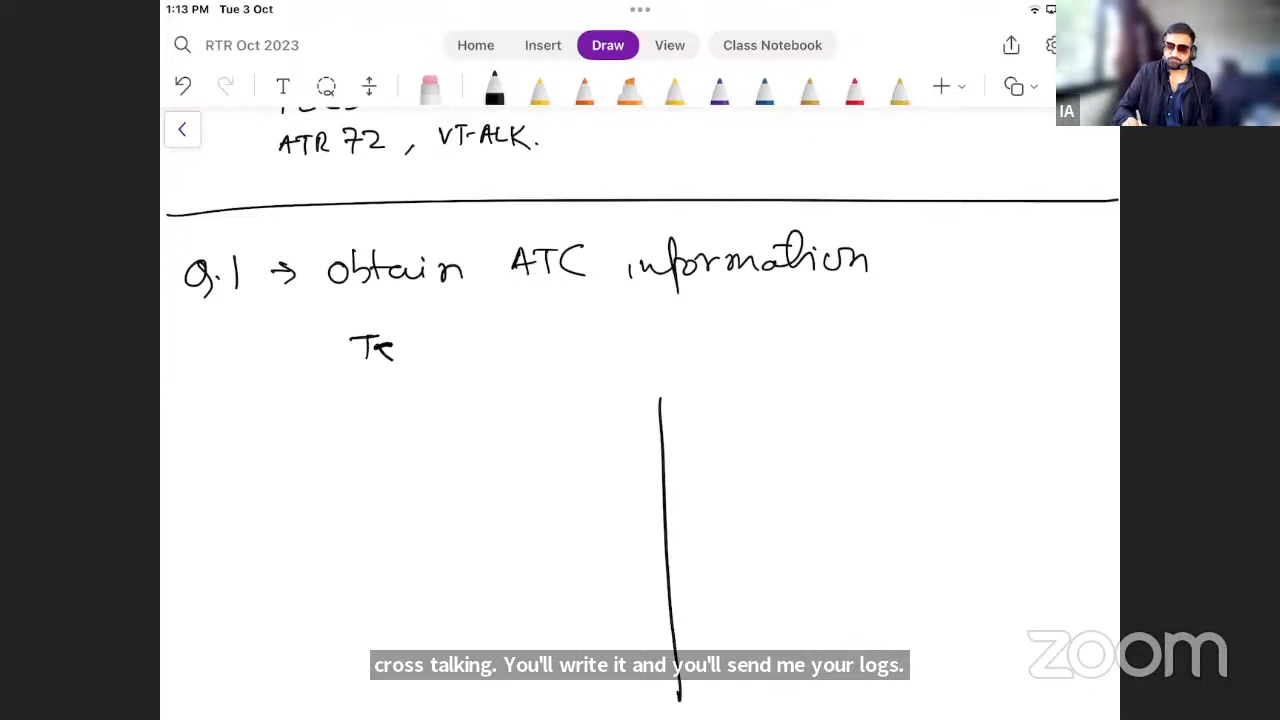 1:13 PM Tue 3 Oct
RTR Oct 2023
Home Insert Draw View Class Notebook
T
IA
ATR 72 , VT-ALK.
Q.1 → Obtain ATC information
cross talking. You'll write it and you'll send me your logs.
zoom